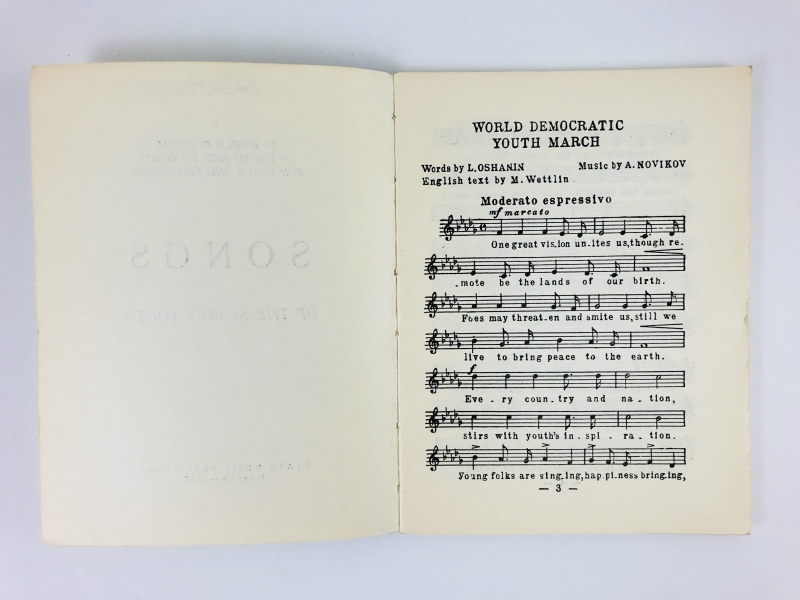 SONGS
OF THE SOVIET YOUTH
WORLD DEMOCRATIC
YOUTH MARCH
Words by L. OSHANIN Music by A. NOVIKOV
English text by M. Wettlin
Moderato espressivo
mf marcato
One great vis.ion un.ites us,though re.
.mote be the lands of our birth.
Foes may threat.en and smite us, still we
live to bring peace to the earth.
f
Eve.ry coun.try and na.tion,
stirs with youth's in.spi.ra.tion.
Young folks are sing.ing,hap.pi.ness bring.ing,
— 3 —